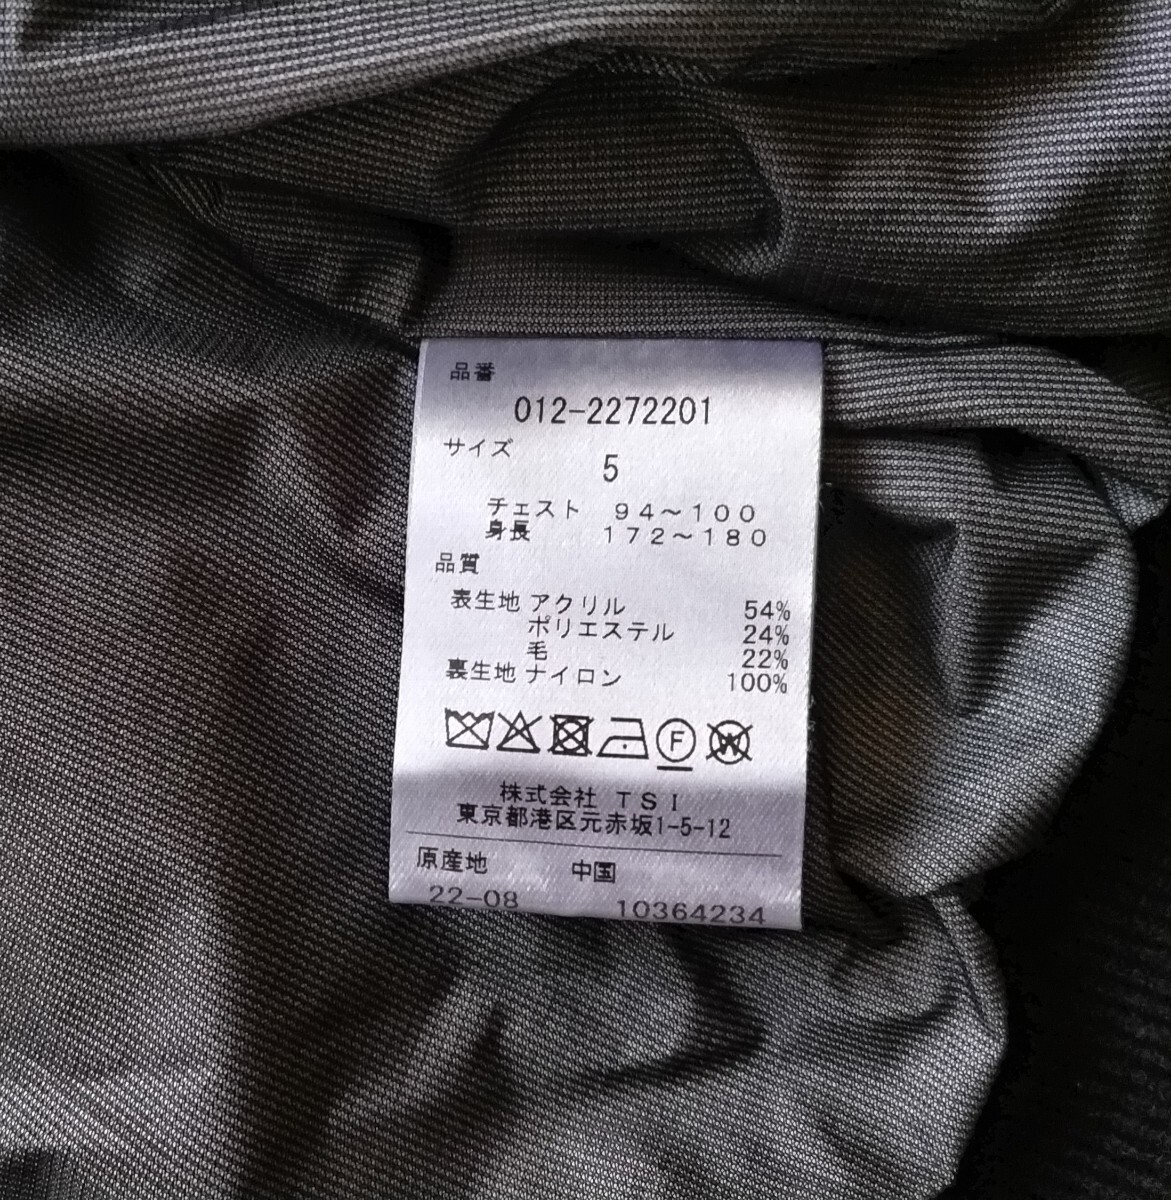 品番
012-2272201
サイズ
5
チェスト 94~100
身長 172~180
品質
表生地 アクリル 54%
ポリエステル 24%
毛 22%
裏生地 ナイロン 100%
F W
株式会社 TSI
東京都港区元赤坂1-5-12
原産地 中国
22-08 10364234